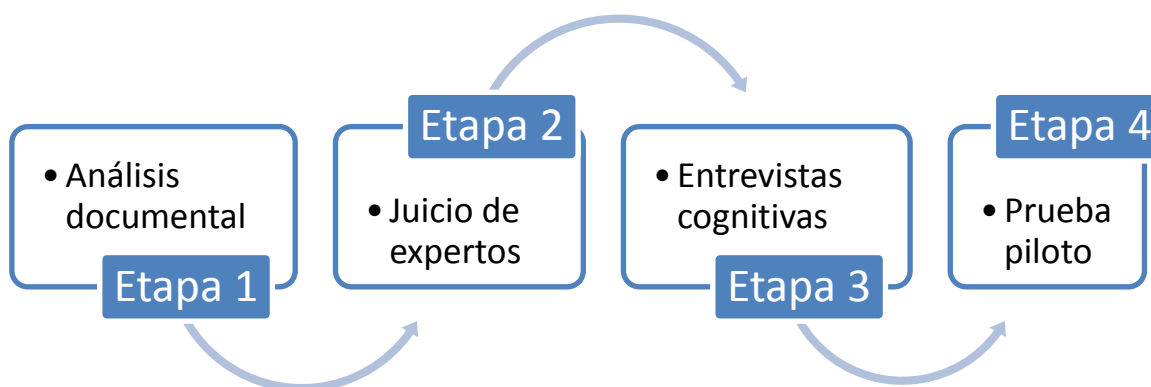 • Análisis
documental
Etapa 1
Etapa 2
• Juicio de
expertos
• Entrevistas
cognitivas
Etapa 3
Etapa 4
• Prueba
piloto